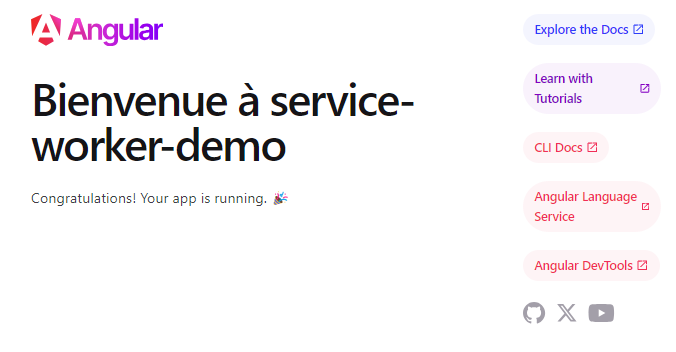 Angular
Bienvenue à service-
worker-demo
Congratulations! Your app is running. 🎉
Explore the Docs
Learn with
Tutorials
CLI Docs
Angular Language
Service
Angular DevTools